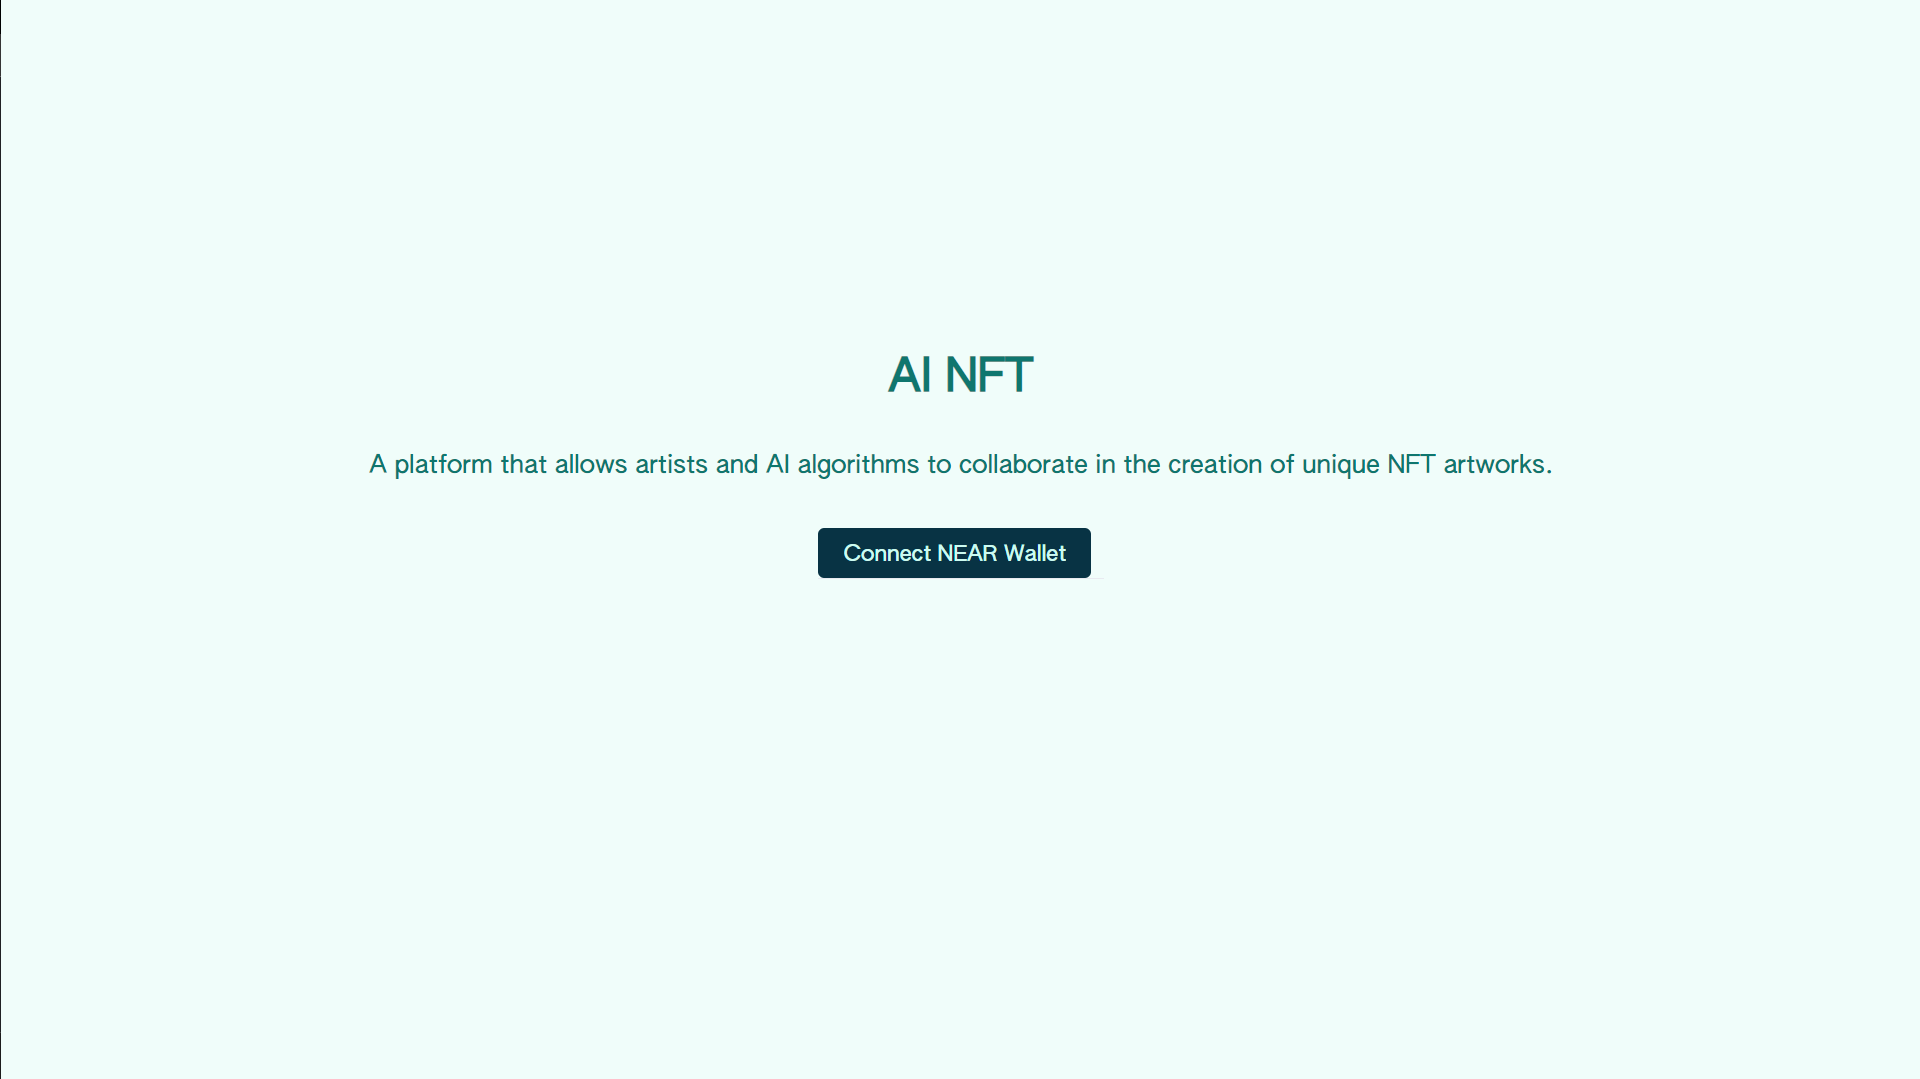 AI NFT
A platform that allows artists and AI algorithms to collaborate in the creation of unique NFT artworks.
Connect NEAR Wallet